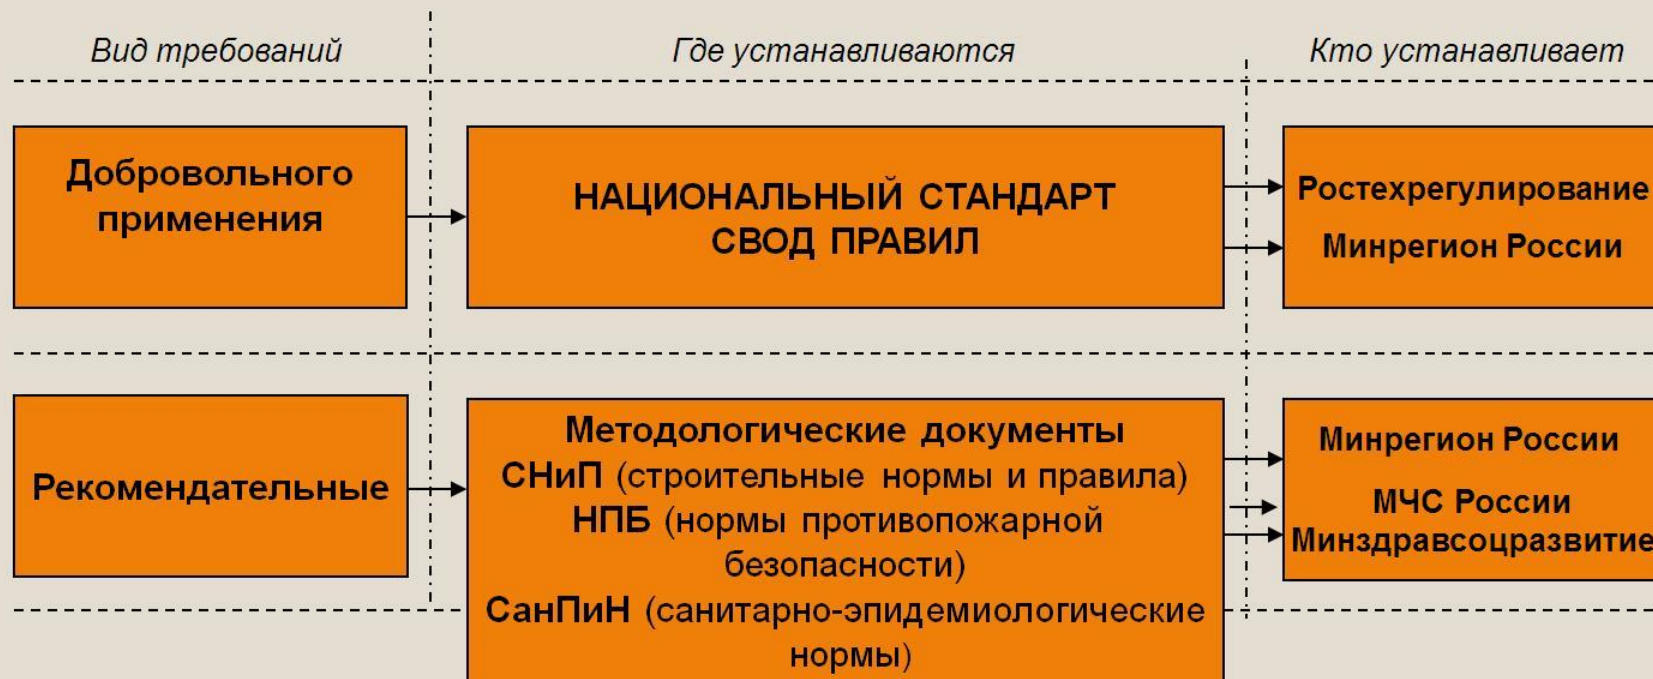 Вид требований
Где устанавливаются
Кто устанавливает
Добровольного
применения
НАЦИОНАЛЬНЫЙ СТАНДАРТ
СВОД ПРАВИЛ
Ростехрегулирование
Минрегион России
Рекомендательные
Методологические документы
СНиП (строительные нормы и правила)
НПБ (нормы противопожарной
безопасности)
СанПиН (санитарно-эпидемиологические
нормы)
Минрегион России
МЧС России
Минздравсоцразвитие